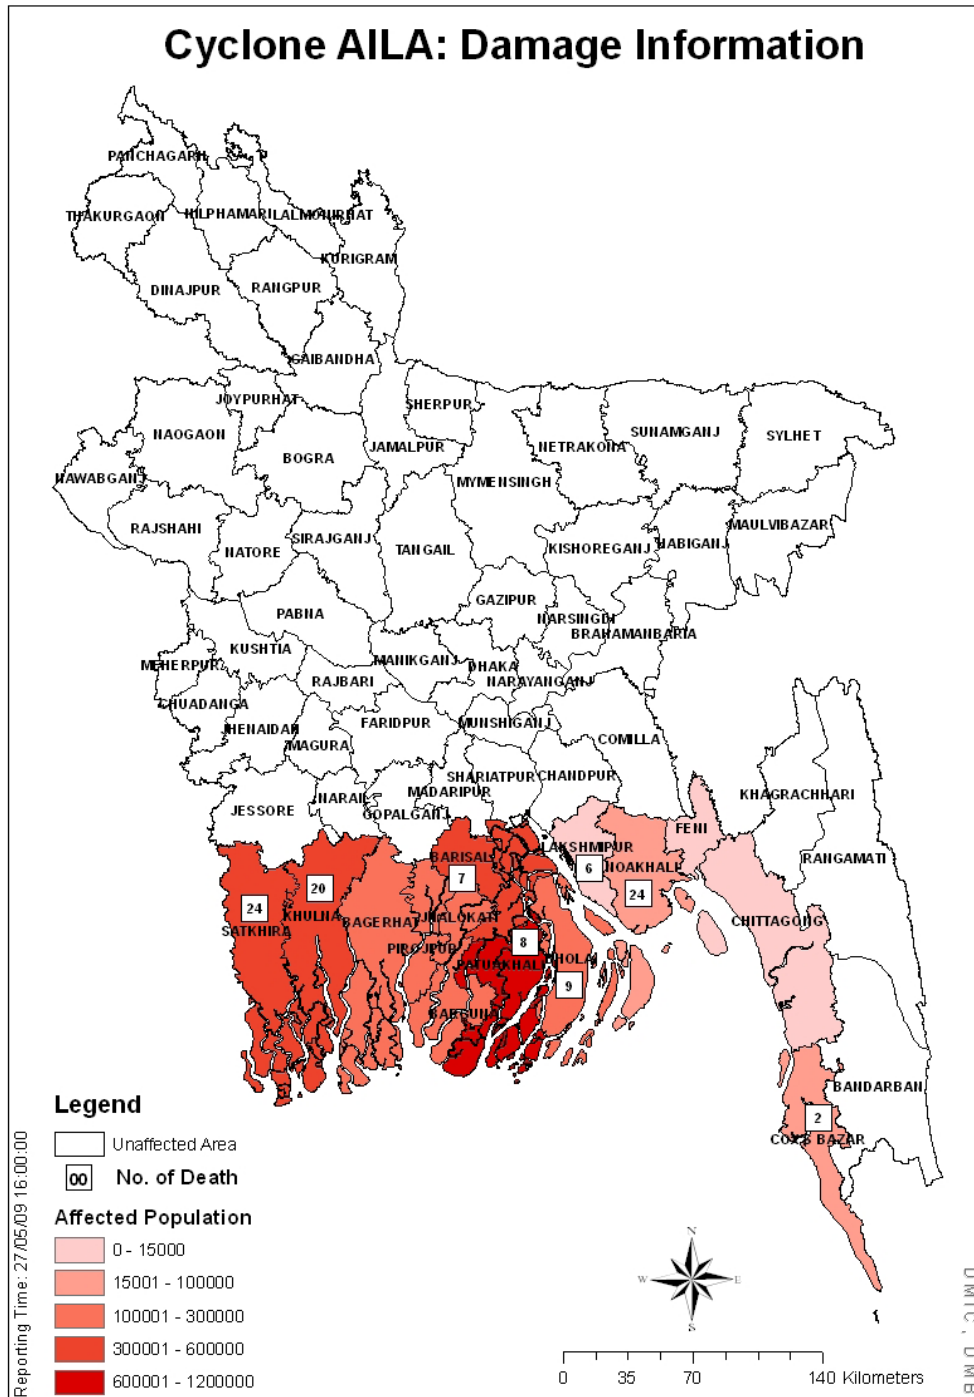 Cyclone AILA: Damage Information
PANCHAGARH
THAKURGAON
NILPHAMARI
LALMONIRHAT
KURIGRAM
DINAJPUR
RANGPUR
GAIBANDHA
JOYPURHAT
SHERPUR
NAOGAON
BOGRA
JAMALPUR
NETRAKONA
SUNAMGANJ
SYLHET
NAWABGANJ
MYMENSINGH
RAJSHAHI
NATORE
SIRAJGANJ
TANGAIL
KISHOREGANJ
HABIGANJ
MAULVIBAZAR
PABNA
GAZIPUR
NARSINGDI
BRAHAMANBARIA
KUSHTIA
MEHERPUR
MANIKGANJ
DHAKA
RAJBARI
NARAYANGANJ
CHUADANGA
JHENAIDAH
FARIDPUR
MUNSHIGANJ
MAGURA
COMILLA
SHARIATPUR
CHANDPUR
JESSORE
NARAIL
MADARIPUR
GOPALGANJ
KHAGRACHHARI
FENI
RANGAMATI
BARISAL
7
LAKSHMIPUR
6
NOAKHALI
24
24
SATKHIRA
20
KHULNA
BAGERHAT
JHALOKATI
CHITTAGONG
PIROJPUR
8
PATUAKHALI
BHOLA
9
BARGUNA
BANDARBAN
2
COX'S BAZAR
Legend
Unaffected Area
00 No. of Death
Affected Population
0 - 15000
15001 - 100000
100001 - 300000
300001 - 600000
600001 - 1200000
Reporting Time: 27/05/09 16:00:00
N
W E
S
0 35 70 140 Kilometers
DMIC, DMB